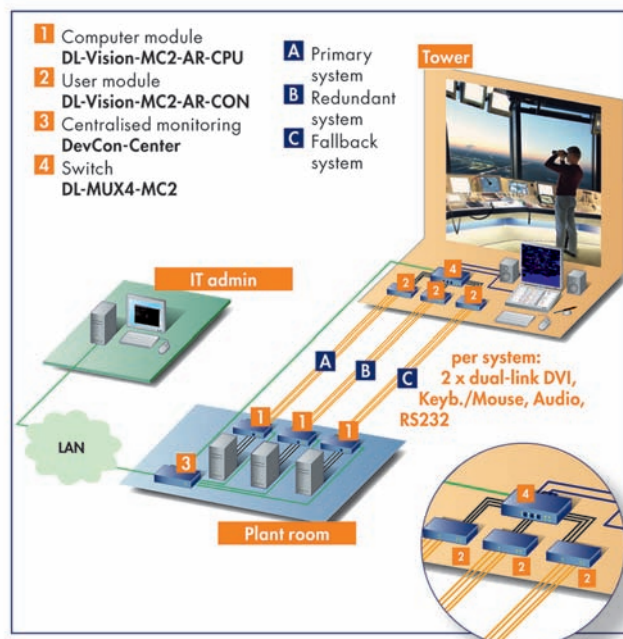 1 Computer module
DL-Vision-MC2-AR-CPU
2 User module
DL-Vision-MC2-AR-CON
3 Centralised monitoring
DevCon-Center
4 Switch
DL-MUX4-MC2
A Primary
system
B Redundant
system
C Fallback
system
Tower
IT admin
4
2 2 2
A
B
C
per system:
2 x dual-link DVI,
Keyb./Mouse, Audio,
RS232
1 1 1
LAN
3
Plant room
4
2 2 2